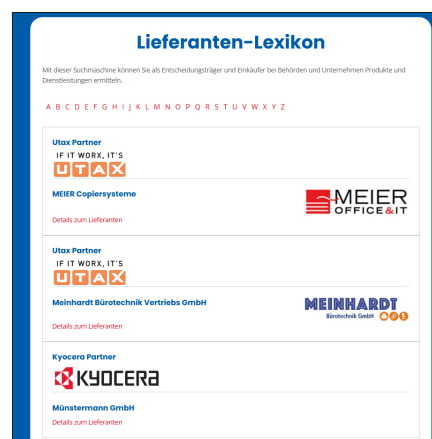 Lieferanten-Lexikon
Mit dieser Suchmaschine können Sie als Entscheidungsträger und Einkäufer bei Behörden und Unternehmen Produkte und
Dienstleistungen ermitteln.
A B C D E F G H I J K L M N O P Q R S T U V W X Y Z
Utax Partner
IF IT WORX, IT'S
UTAX
MEIER Copiersysteme
MEIER
OFFICE&IT
Details zum Lieferanten
Utax Partner
IF IT WORX, IT'S
UTAX
Meinhardt Bürotechnik Vertriebs GmbH
MEINHARDT
Bürotechnik GmbH
Details zum Lieferanten
Kyocera Partner
KYOCERA
Münstermann GmbH
Details zum Lieferanten